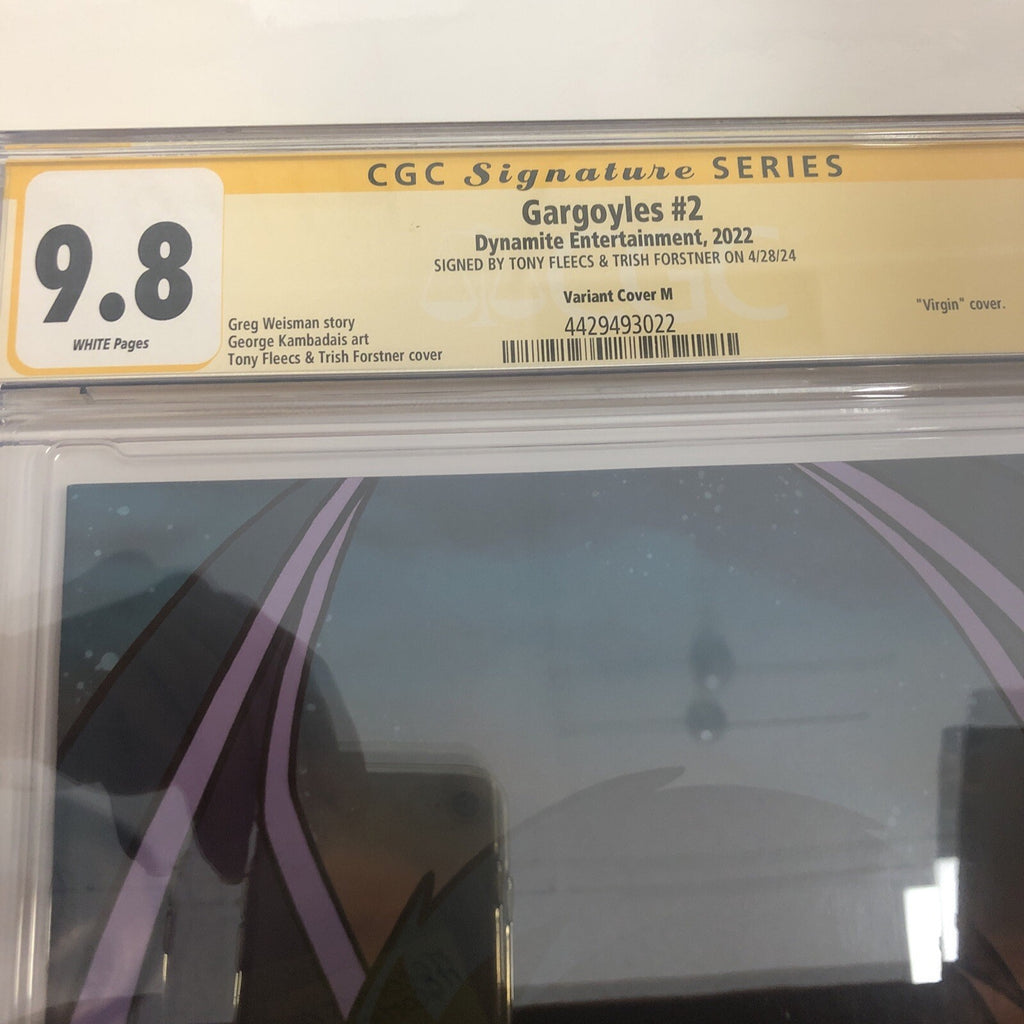 CGC Signature SERIES
9.8
WHITE Pages
Gargoyles #2
Dynamite Entertainment, 2022
SIGNED BY TONY FLEECS & TRISH FORSTNER ON 4/28/24
Variant Cover M
4429493022
Greg Weisman story
George Kambadais art
Tony Fleecs & Trish Forstner cover
"Virgin" cover.